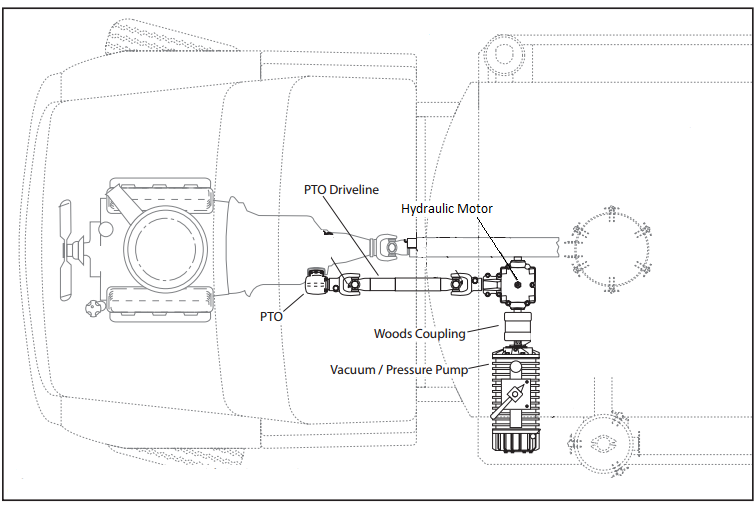 PTO Driveline
Hydraulic Motor
PTO
Woods Coupling
Vacuum / Pressure Pump